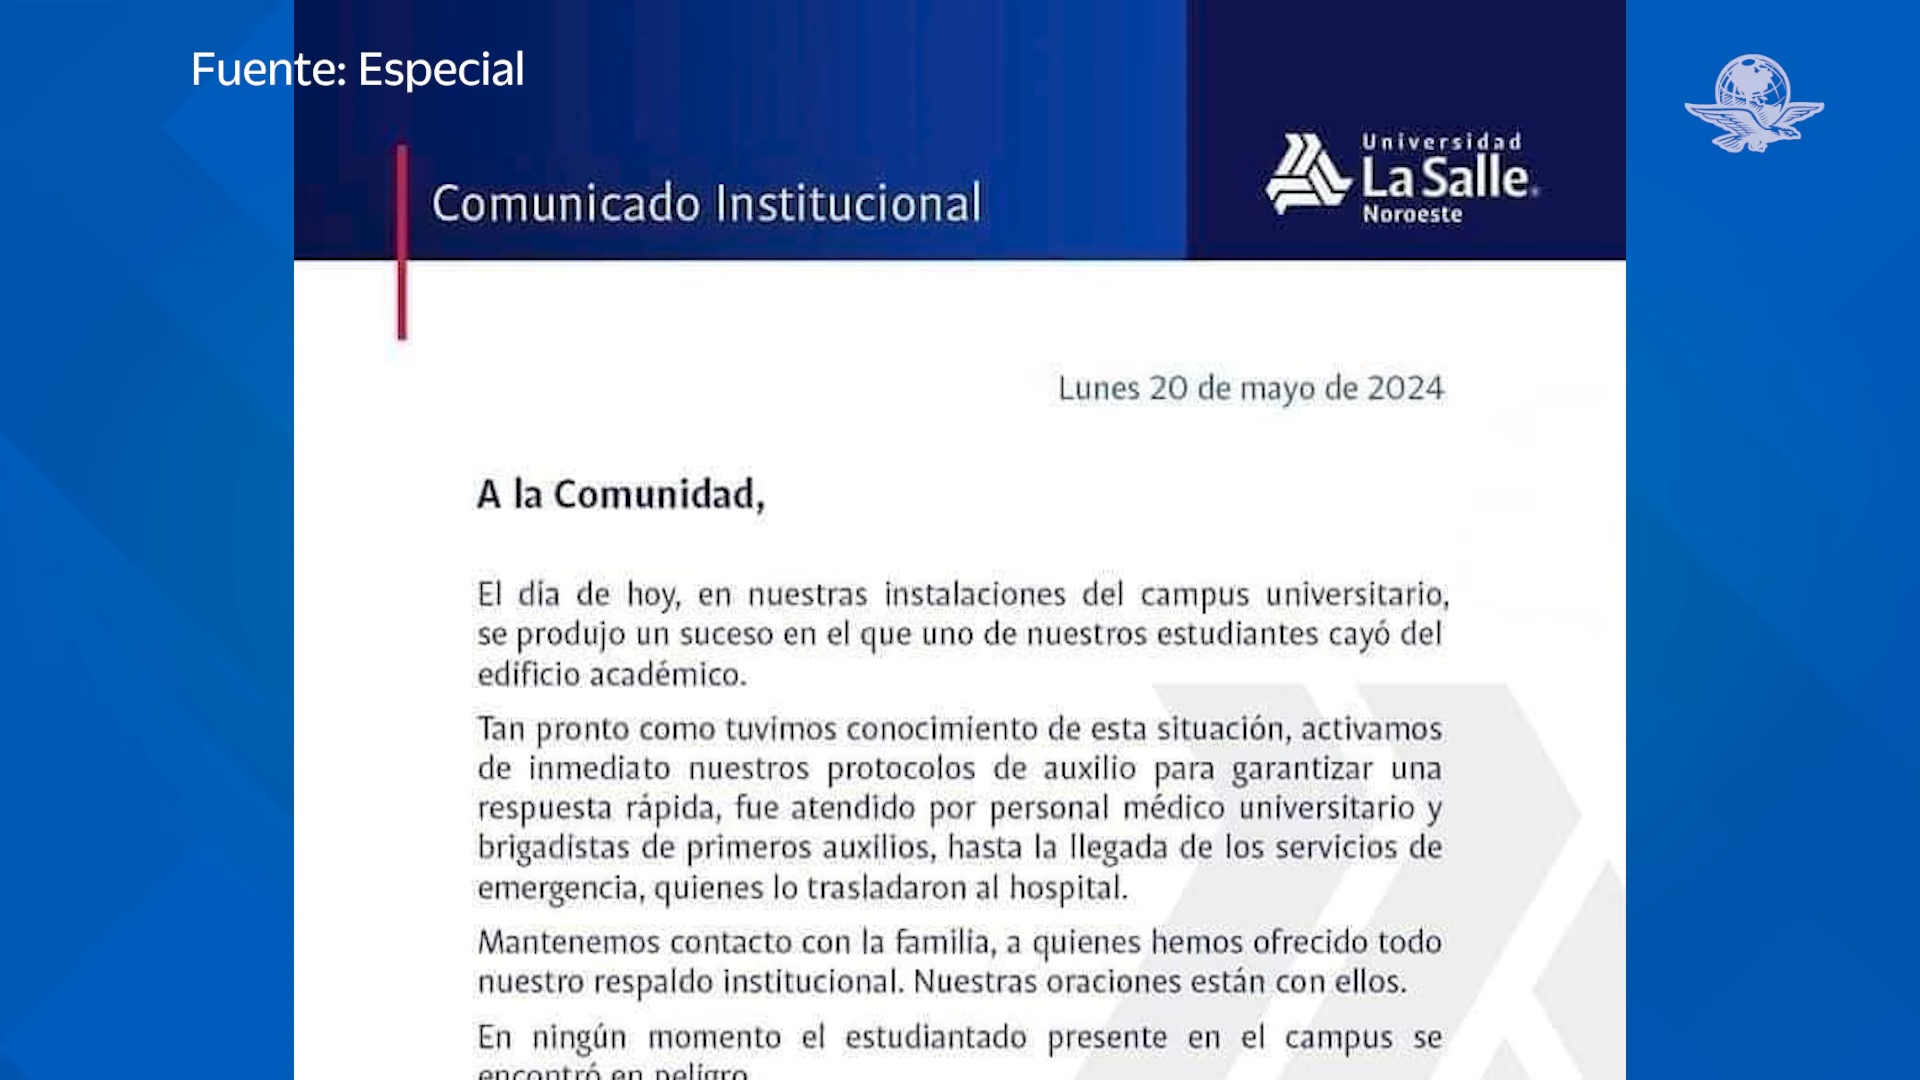 Fuente: Especial
Comunicado Institucional
Universidad
La Salle
Noroeste
Lunes 20 de mayo de 2024
A la Comunidad,
El día de hoy, en nuestras instalaciones del campus universitario,
se produjo un suceso en el que uno de nuestros estudiantes cayó del
edificio académico.
Tan pronto como tuvimos conocimiento de esta situación, activamos
de inmediato nuestros protocolos de auxilio para garantizar una
respuesta rápida, fue atendido por personal médico universitario y
brigadistas de primeros auxilios, hasta la llegada de los servicios de
emergencia, quienes lo trasladaron al hospital.
Mantenemos contacto con la familia, a quienes hemos ofrecido todo
nuestro respaldo institucional. Nuestras oraciones están con ellos.
En ningún momento el estudiantado presente en el campus se
encontró en peligro.